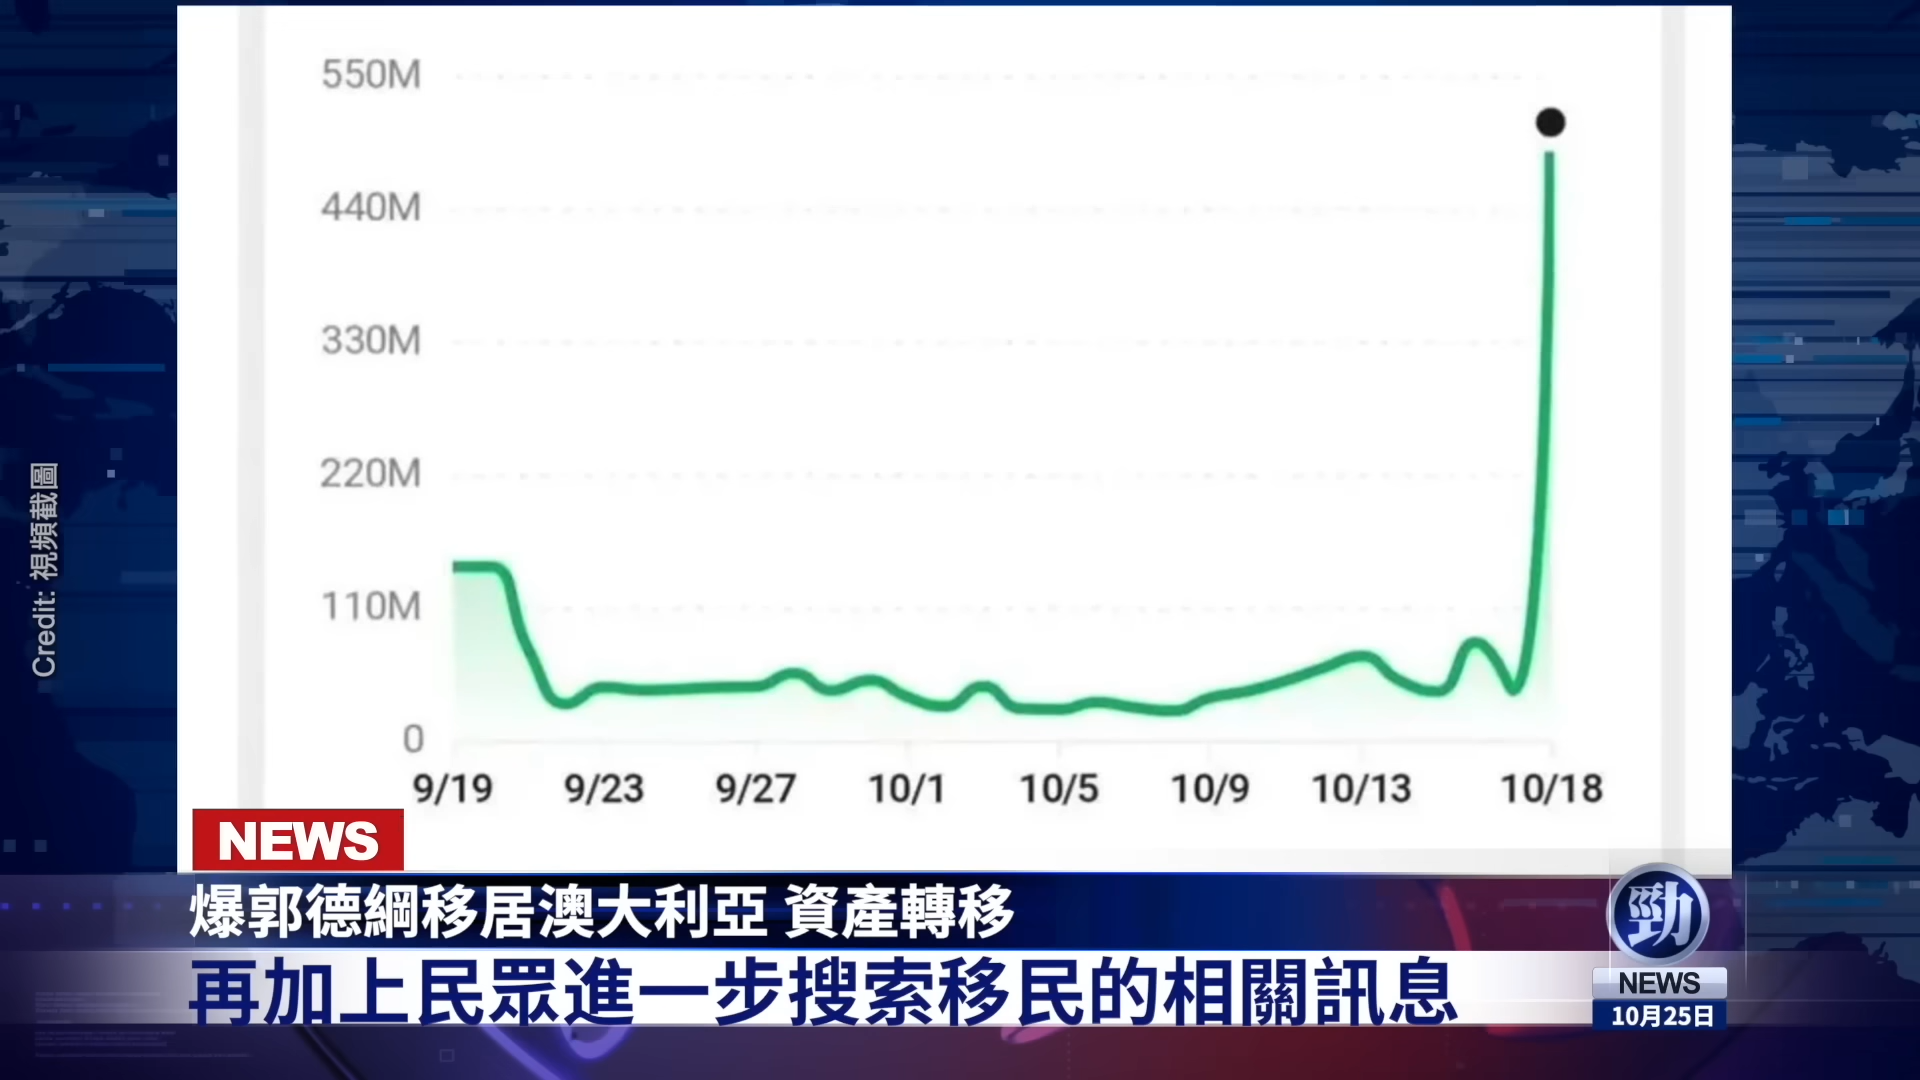 550M
440M
330M
220M
110M
0
9/19 9/23 9/27 10/1 10/5 10/9 10/13 10/18
Credit: 視頻截圖
NEWS
爆郭德綱移居澳大利亞 資產轉移
再加上民眾進一步搜索移民的相關訊息
勁
NEWS
10月25日